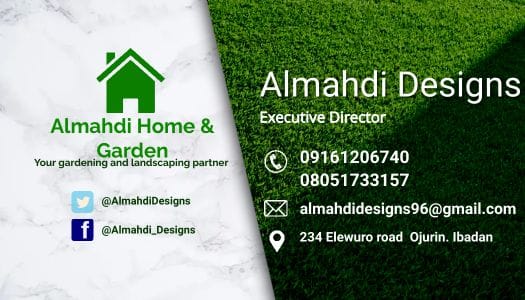 Almahdi Home &
Garden
Your gardening and landscaping partner
@AlmahdiDesigns
@Almahdi_Designs
Almahdi Designs
Executive Director
09161206740
08051733157
almahdidesigns96@gmail.com
234 Elewuro road Ojurin. Ibadan